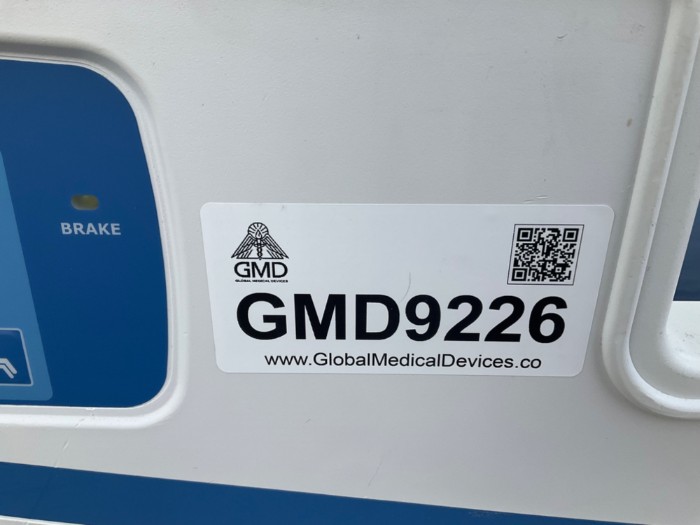 BRAKE
GMD
GLOBAL MEDICAL DEVICES
GMD9226
www.GlobalMedicalDevices.co